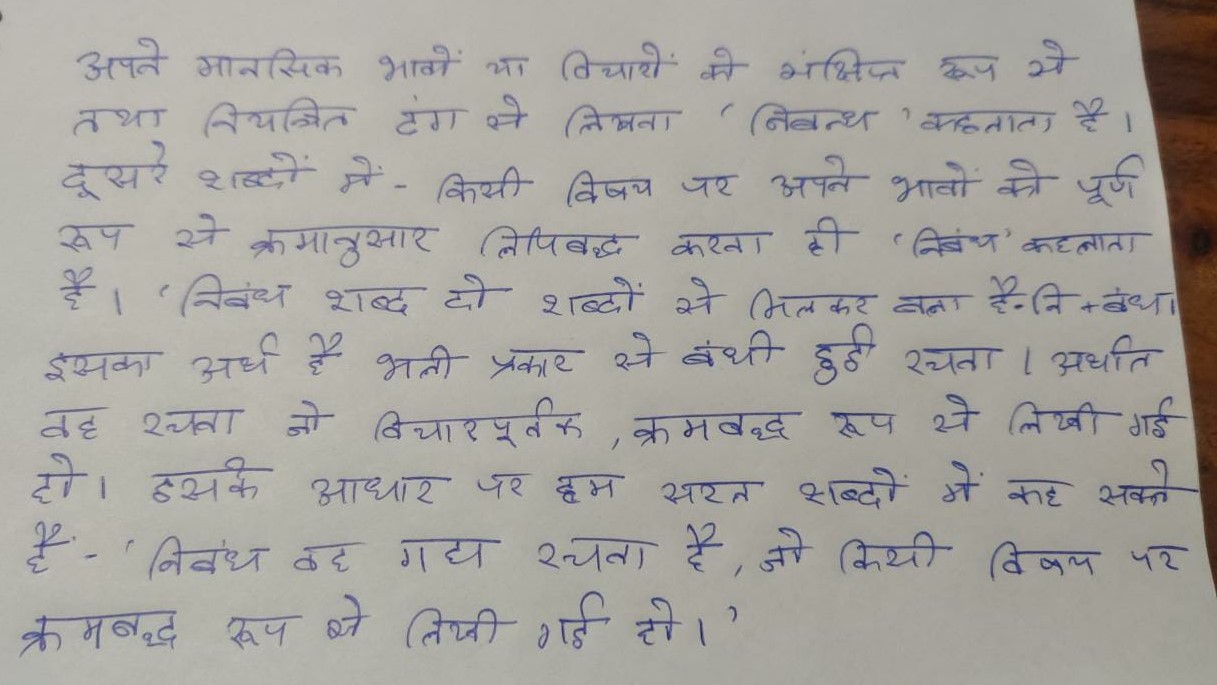 अपने मानसिक भावों या विचारों को संक्षिप्त रूप से
तथा नियन्त्रित ढंग से लिखना 'निबन्ध' कहलाता है।
दूसरे शब्दों में - किसी विषय पर अपने भावों को पूर्ण
रूप से क्रमानुसार लिपिबद्ध करना ही 'निबंध' कहलाता
है। 'निबंध शब्द दो शब्दों से मिलकर बना है- नि + बंध।
इसका अर्थ है भली प्रकार से बंधी हुई रचना। अर्थात
वह रचना जो विचारपूर्वक, क्रमबद्ध रूप से लिखी गई
हो। इसके आधार पर हम सरल शब्दों में कह सकते
हैं - 'निबंध वह गद्य रचना है, जो किसी विषय पर
क्रमबद्ध रूप से लिखी गई हो।'